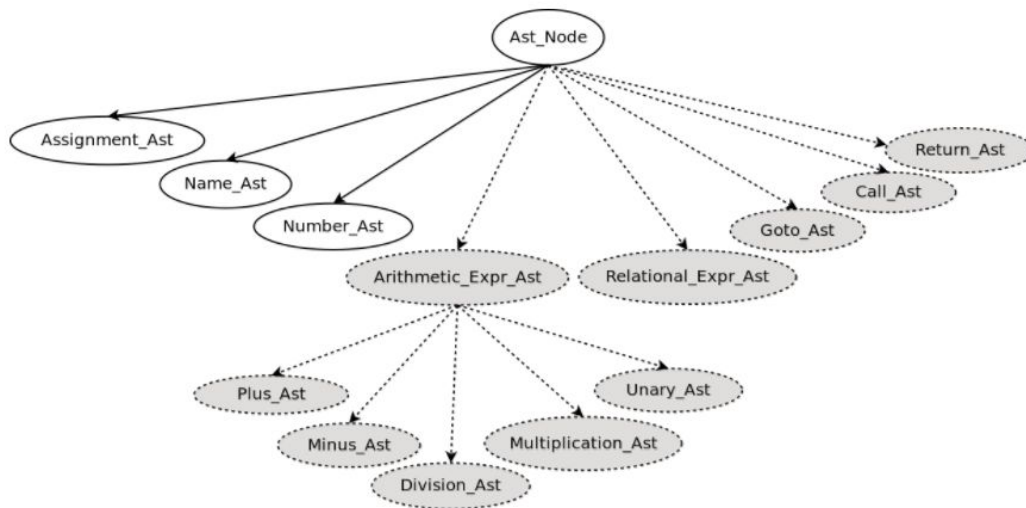 Ast_Node
Assignment_Ast
Name_Ast
Number_Ast
Return_Ast
Call_Ast
Goto_Ast
Arithmetic_Expr_Ast
Relational_Expr_Ast
Plus_Ast
Minus_Ast
Division_Ast
Multiplication_Ast
Unary_Ast